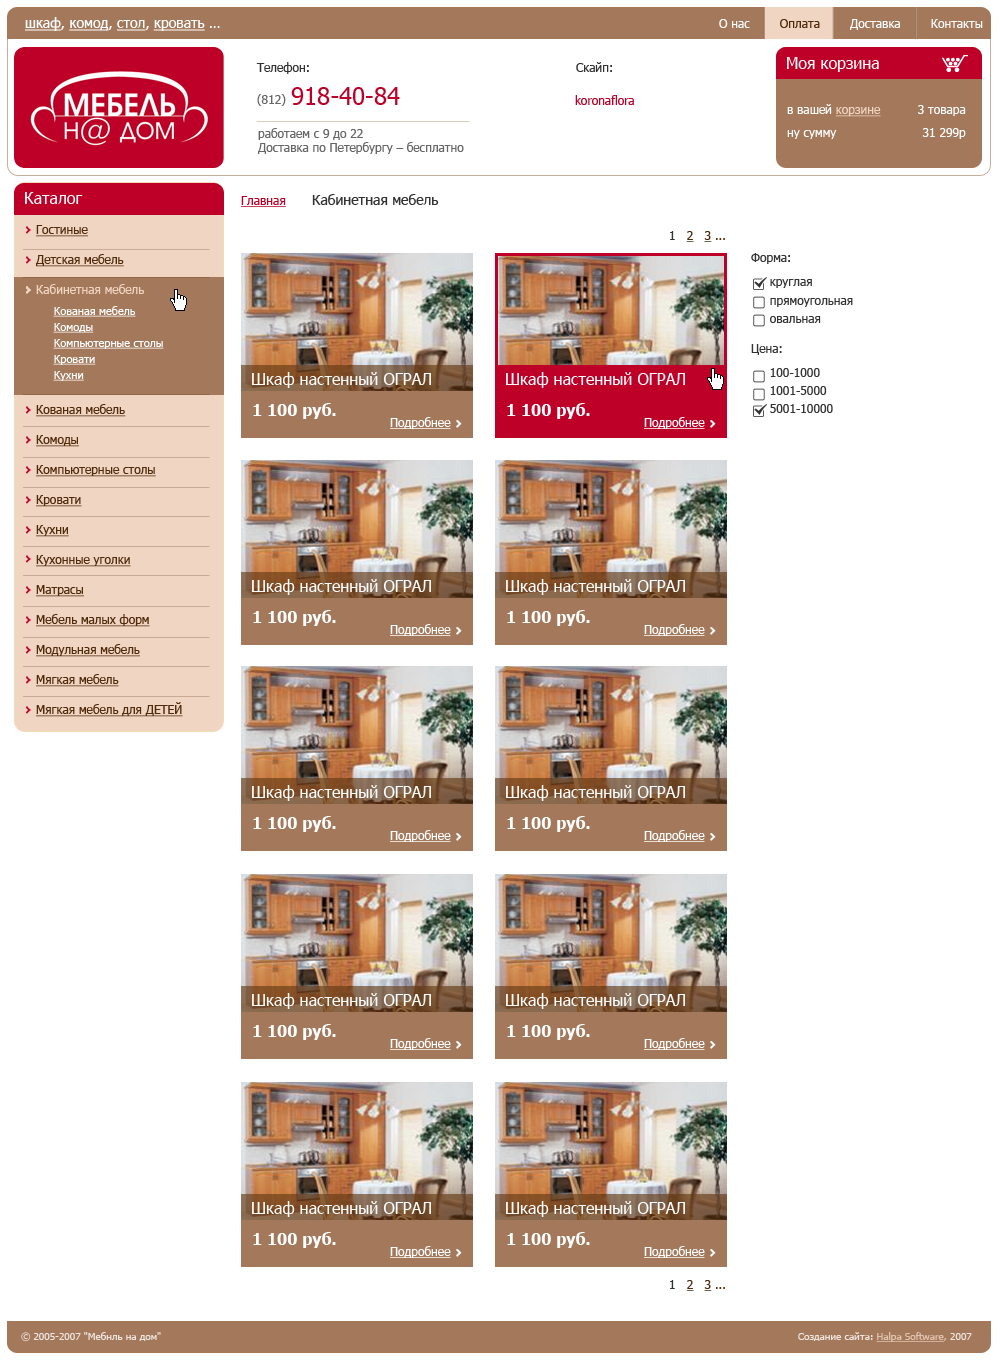 шкаф, комод, стол, кровать ...
О нас
Оплата
Доставка
Контакты
МЕБЕЛЬ
Н@ ДОМ
Телефон:
(812) 918-40-84
работаем с 9 до 22
Доставка по Петербургу – бесплатно
Скайп:
koronaflora
Моя корзина
в вашей корзине 3 товара
ну сумму 31 299р
Каталог
Гостиные
Детская мебель
Кабинетная мебель
Кованая мебель
Комоды
Компьютерные столы
Кровати
Кухни
Кованая мебель
Комоды
Компьютерные столы
Кровати
Кухни
Кухонные уголки
Матрасы
Мебель малых форм
Модульная мебель
Мягкая мебель
Мягкая мебель для ДЕТЕЙ
Главная Кабинетная мебель
1 2 3 ...
Шкаф настенный ОГРАЛ
1 100 руб.
Подробнее
Шкаф настенный ОГРАЛ
1 100 руб.
Подробнее
Шкаф настенный ОГРАЛ
1 100 руб.
Подробнее
Шкаф настенный ОГРАЛ
1 100 руб.
Подробнее
Шкаф настенный ОГРАЛ
1 100 руб.
Подробнее
Шкаф настенный ОГРАЛ
1 100 руб.
Подробнее
Шкаф настенный ОГРАЛ
1 100 руб.
Подробнее
Шкаф настенный ОГРАЛ
1 100 руб.
Подробнее
Шкаф настенный ОГРАЛ
1 100 руб.
Подробнее
Шкаф настенный ОГРАЛ
1 100 руб.
Подробнее
1 2 3 ...
Форма:
круглая
прямоугольная
овальная
Цена:
100-1000
1001-5000
5001-10000
© 2005-2007 "Мебиль на дом"
Создание сайта: Halpa Software, 2007